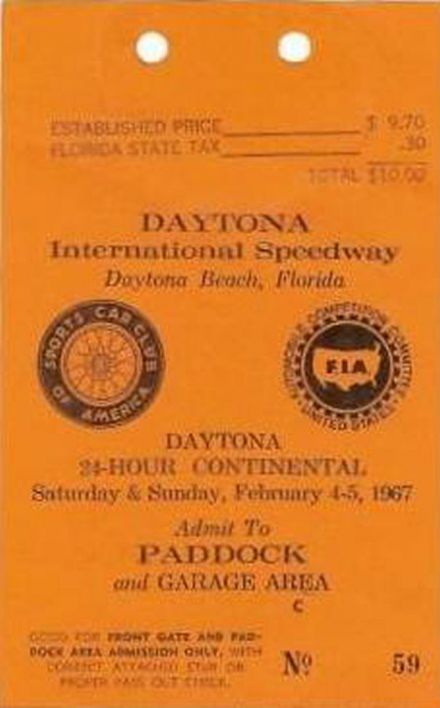 ESTABLISHED PRICE $ 9.70
FLORIDA STATE TAX .30
TOTAL $10.00
DAYTONA
International Speedway
Daytona Beach, Florida
SPORTS CAR CLUB OF AMERICA
AUTOMOBILE COMPETITION COMMITTEE
F.I.A
UNITED STATES
DAYTONA
24-HOUR CONTINENTAL
Saturday & Sunday, February 4-5, 1967
Admit To
PADDOCK
and GARAGE AREA
C
GOOD FOR FRONT GATE AND PAD-
DOCK AREA ADMISSION ONLY, WITH
CORRECT ATTACHED STUB OR
PROPER PASS OUT CHECK.
Nº 59